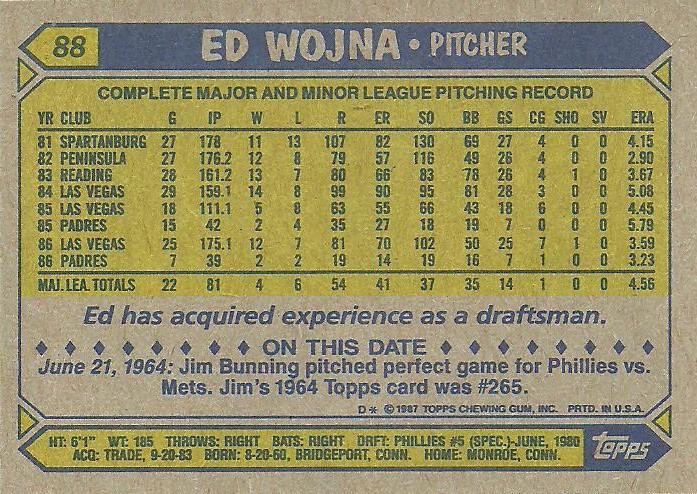 88
ED WOJNA • PITCHER
COMPLETE MAJOR AND MINOR LEAGUE PITCHING RECORD
YR CLUB G IP W L R ER SO BB GS CG SHO SV ERA
81 SPARTANBURG 27 178 11 13 107 82 130 69 27 4 0 0 4.15
82 PENINSULA 27 176.2 12 8 79 57 116 49 26 4 0 0 2.90
83 READING 28 161.2 13 7 80 66 83 78 26 4 1 0 3.67
84 LAS VEGAS 29 159.1 14 8 99 90 95 81 28 3 0 0 5.08
85 LAS VEGAS 18 111.1 5 8 63 55 66 43 18 6 0 0 4.45
85 PADRES 15 42 2 4 35 27 18 19 7 0 0 0 5.79
86 LAS VEGAS 25 175.1 12 7 81 70 102 50 25 7 1 0 3.59
86 PADRES 7 39 2 2 19 14 19 16 7 1 0 0 3.23
MAJ. LEA. TOTALS 22 81 4 6 54 41 37 35 14 1 0 0 4.56
Ed has acquired experience as a draftsman.
ON THIS DATE
June 21, 1964: Jim Bunning pitched perfect game for Phillies vs.
Mets. Jim's 1964 Topps card was #265.
D* © 1987 TOPPS CHEWING GUM, INC. PRTD. IN U.S.A.
HT: 6'1" WT: 185 THROWS: RIGHT BATS: RIGHT DRFT: PHILLIES #5 (SPEC.)-JUNE, 1980
ACQ: TRADE, 9-20-83 BORN: 8-20-60, BRIDGEPORT, CONN. HOME: MONROE, CONN.
topps